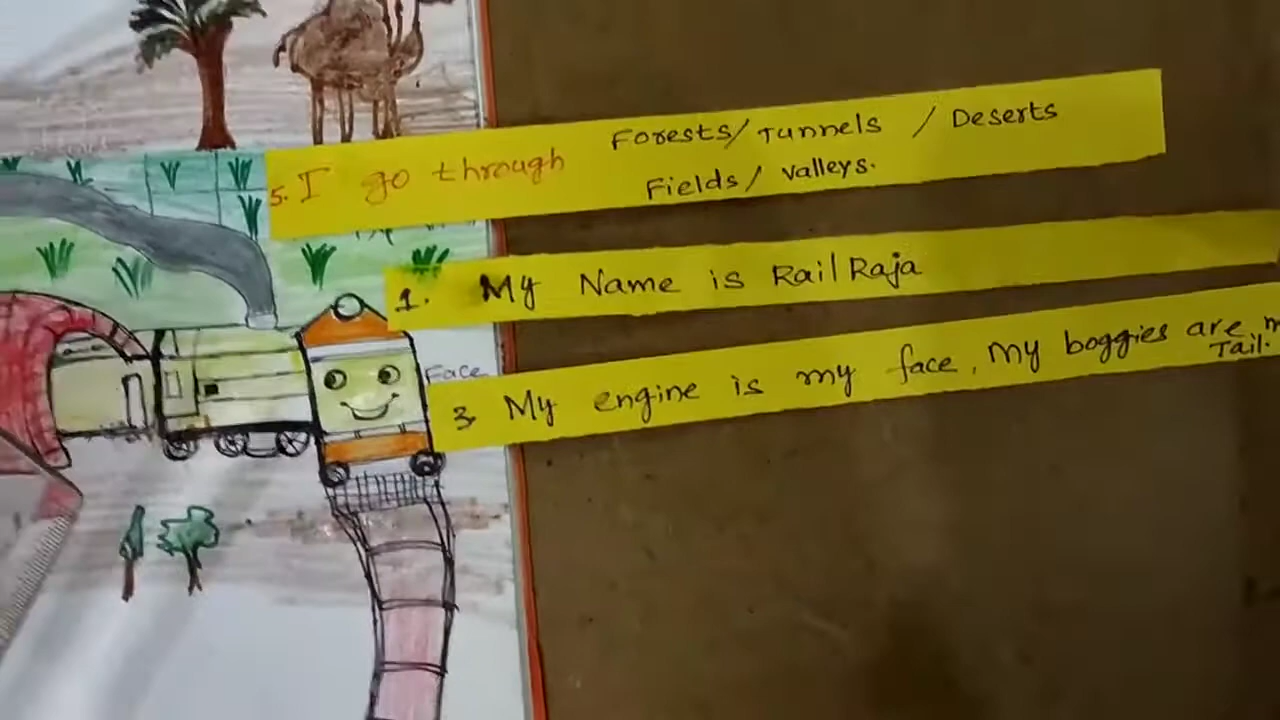 5. I go through Forests/Tunnels / Deserts
Fields/ Valleys.
1. My Name is Rail Raja
Face
3. My engine is my face, my boggies are
Tail.